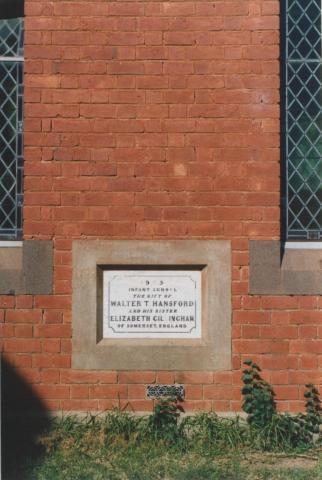 INFANT SCHOOL
THE GIFT OF
WALTER T. HANSFORD
AND HIS SISTER
ELIZABETH GILLINGHAM
OF SOMERSET, ENGLAND